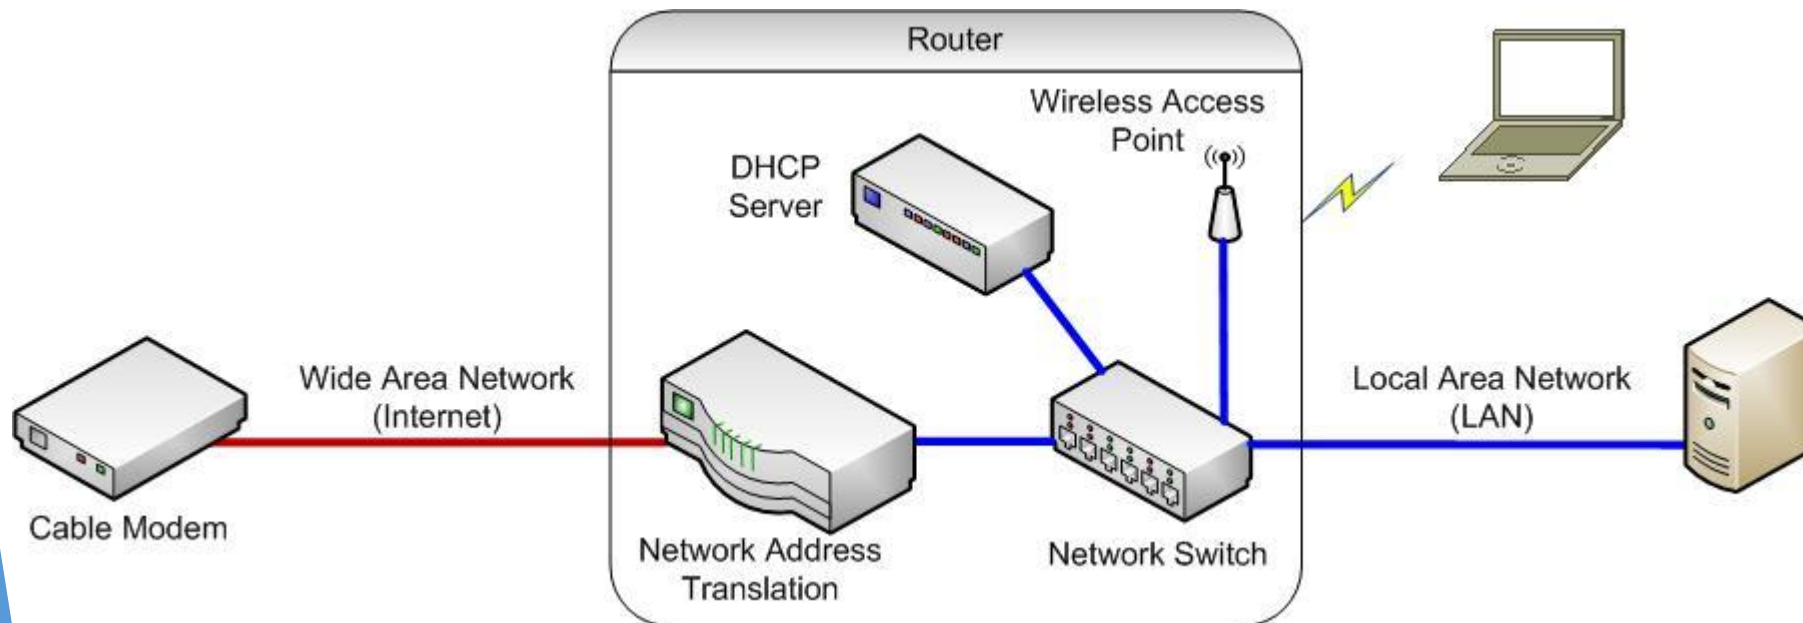 Router
Wireless Access
Point
DHCP
Server
Wide Area Network
(Internet)
Local Area Network
(LAN)
Cable Modem
Network Address
Translation
Network Switch